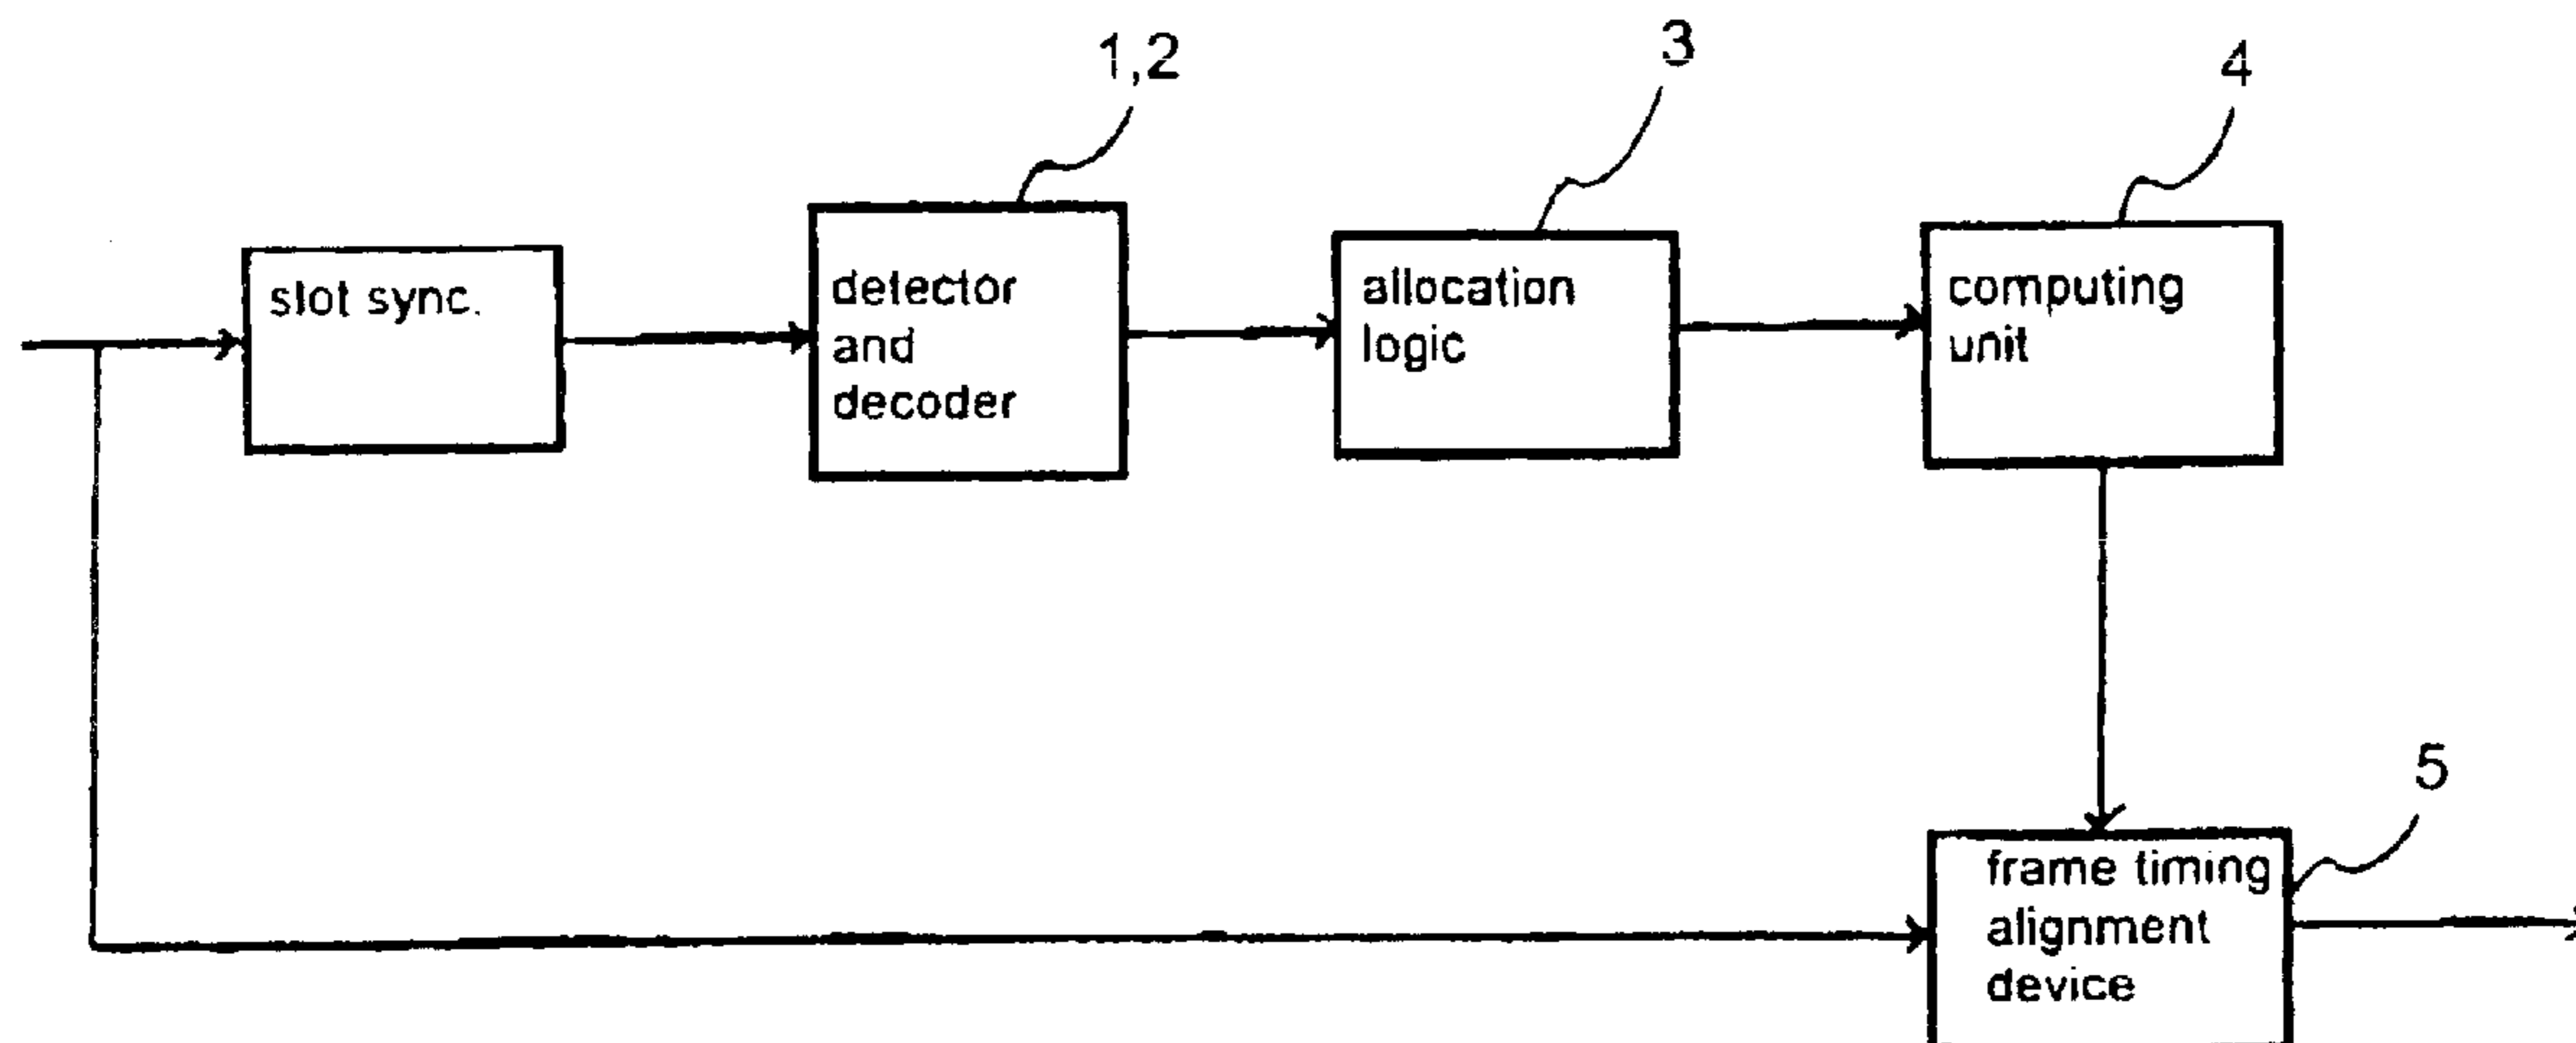 1,2
3
4
slot sync.
detector
and
decoder
allocation
logic
computing
unit
5
frame timing
alignment
device